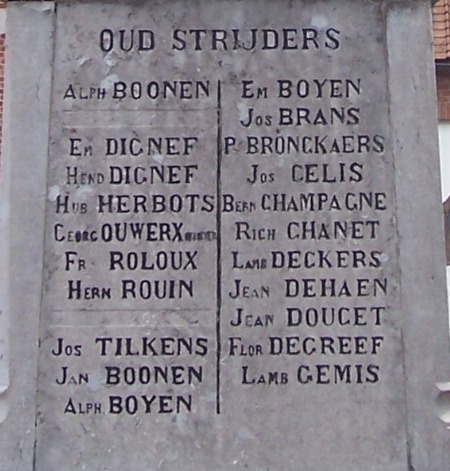 OUD STRIJDERS
ALPH BOONEN
EM DIGNEF
HEND DIGNEF
HUB HERBOTS
GEORG OUWERX
FR ROLOUX
HERM ROUIN
JOS TILKENS
JAN BOONEN
ALPH BOYEN
EM BOYEN
JOS BRANS
P BRONCKAERS
JOS CELIS
BERN CHAMPAGNE
RICH CHANET
LAMB DECKERS
JEAN DEHAEN
JEAN DOUCET
FLOR DEGREEF
LAMB GEMIS